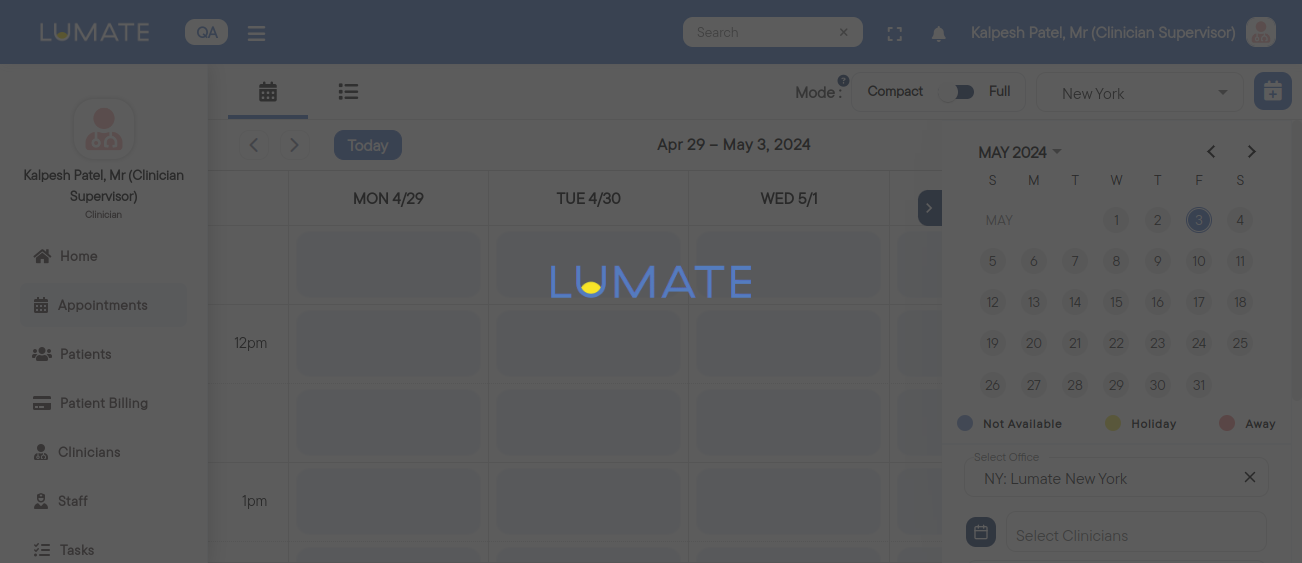 LUMATE
QA
Search
Kalpesh Patel, Mr (Clinician Supervisor)
Kalpesh Patel, Mr (Clinician
Supervisor)
Clinician
Home
Appointments
Patients
Patient Billing
Clinicians
Staff
Tasks
Mode :
?
Compact
Full
New York
Today
Apr 29 – May 3, 2024
MON 4/29
TUE 4/30
WED 5/1
12pm
1pm
LUMATE
MAY 2024
S M T W T F S
MAY 1 2 3 4
5 6 7 8 9 10 11
12 13 14 15 16 17 18
19 20 21 22 23 24 25
26 27 28 29 30 31
Not Available
Holiday
Away
Select Office
NY: Lumate New York
Select Clinicians